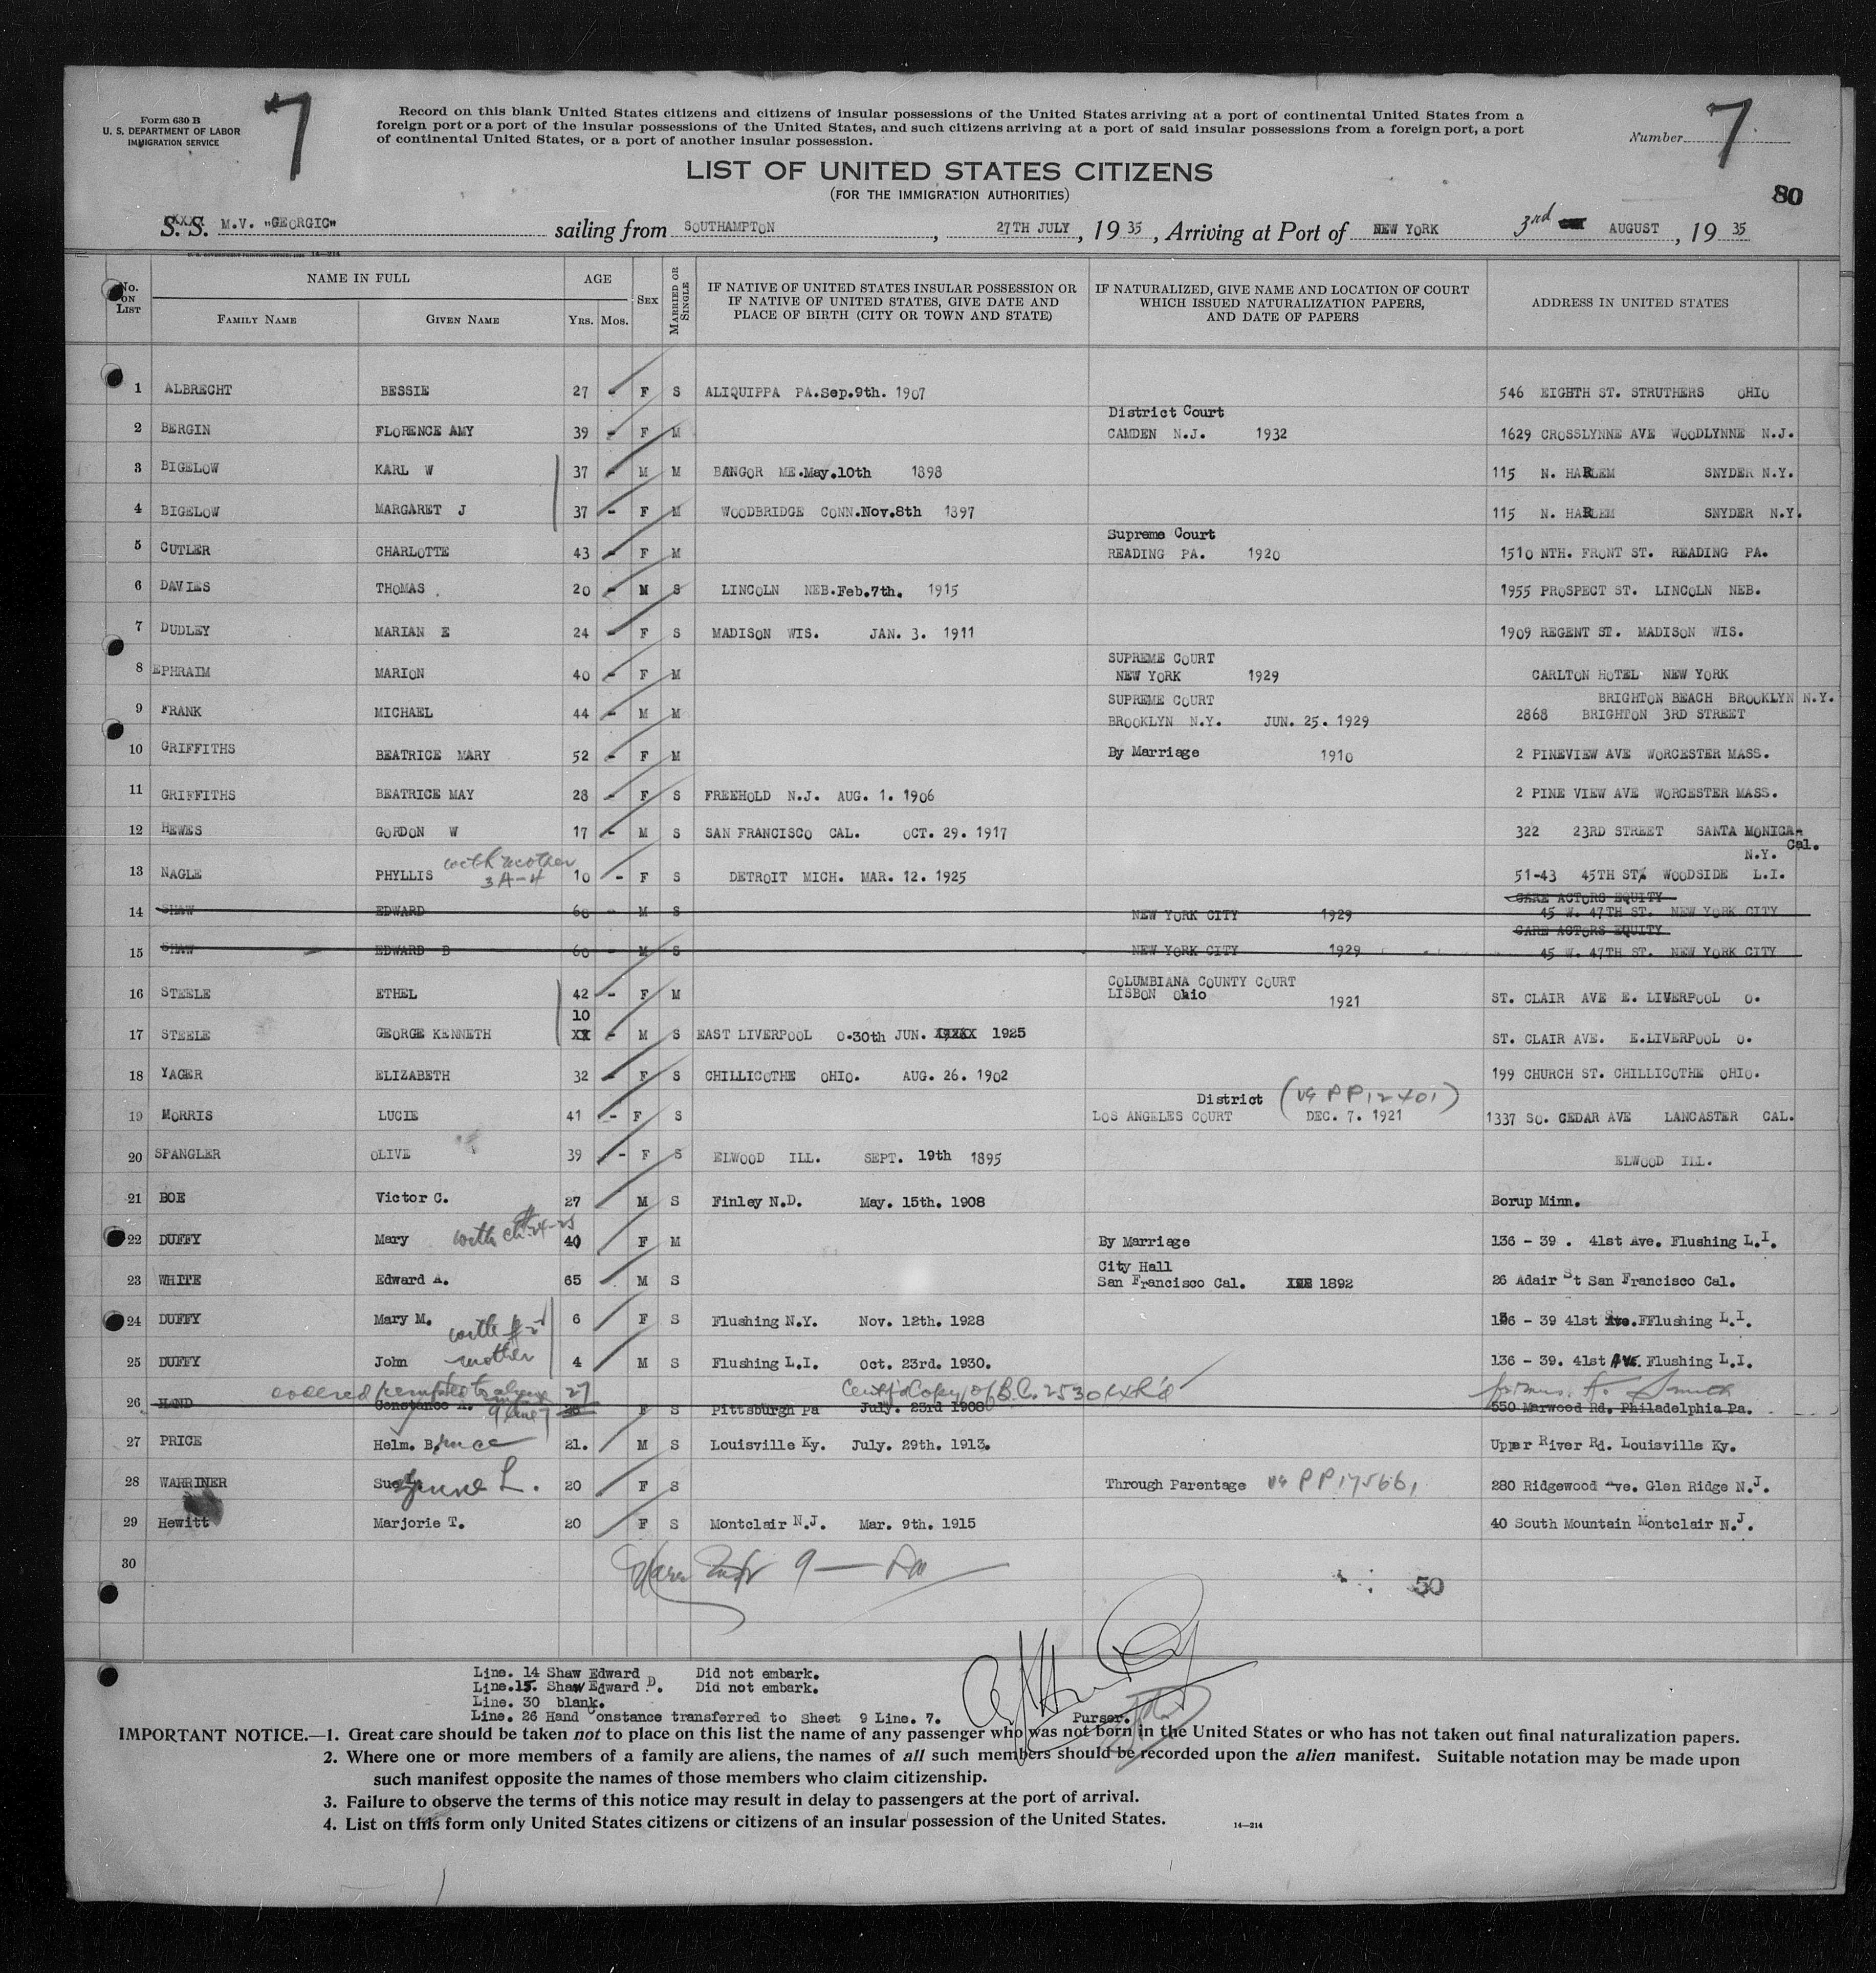 Form 630 B
U. S. DEPARTMENT OF LABOR
IMMIGRATION SERVICE
7
Record on this blank United States citizens and citizens of insular possessions of the United States arriving at a port of continental United States from a
foreign port or a port of the insular possessions of the United States, and such citizens arriving at a port of said insular possessions from a foreign port, a port
of continental United States, or a port of another insular possession.
Number 7
LIST OF UNITED STATES CITIZENS
(FOR THE IMMIGRATION AUTHORITIES)
80
S. S. M.V. "GEORGIC" sailing from SOUTHAMPTON, 27TH JULY, 19 35, Arriving at Port of NEW YORK 3rd AUGUST, 19 35
No. on List NAME IN FULL AGE Sex Married or Single IF NATIVE OF UNITED STATES INSULAR POSSESSION OR IF NATIVE OF UNITED STATES, GIVE DATE AND PLACE OF BIRTH (CITY OR TOWN AND STATE) IF NATURALIZED, GIVE NAME AND LOCATION OF COURT WHICH ISSUED NATURALIZATION PAPERS, AND DATE OF PAPERS ADDRESS IN UNITED STATES
Family Name Given Name Yrs. Mos.
1 ALBRECHT BESSIE 27 - F S ALIQUIPPA PA.Sep.9th. 1907 546 EIGHTH ST. STRUTHERS OHIO
District Court
2 BERGIN FLORENCE AMY 39 - F M CAMDEN N.J. 1932 1629 CROSSLYNNE AVE WOODLYNNE N.J.
3 BIGELOW KARL W 37 - M M BANGOR ME.May.10th 1898 115 N. HARLEM SNYDER N.Y.
4 BIGELOW MARGARET J 37 - F M WOODBRIDGE CONN.Nov.8th 1897 115 N. HARLEM SNYDER N.Y.
Supreme Court
5 CUTLER CHARLOTTE 43 - F M READING PA. 1920 1510 NTH. FRONT ST. READING PA.
6 DAVIES THOMAS 20 - M S LINCOLN NEB.Feb.7th. 1915 1955 PROSPECT ST. LINCOLN NEB.
7 DUDLEY MARIAN E 24 - F S MADISON WIS. JAN. 3. 1911 1909 REGENT ST. MADISON WIS.
SUPREME COURT
8 EPHRAIM MARION 40 - F M NEW YORK 1929 CARLTON HOTEL NEW YORK
SUPREME COURT BRIGHTON BEACH BROOKLYN N.Y.
9 FRANK MICHAEL 44 - M M BROOKLYN N.Y. JUN. 25. 1929 2868 BRIGHTON 3RD STREET
10 GRIFFITHS BEATRICE MARY 52 - F M By Marriage 1910 2 PINEVIEW AVE WORCESTER MASS.
11 GRIFFITHS BEATRICE MAY 28 - F S FREEHOLD N.J. AUG. 1. 1906 2 PINE VIEW AVE WORCESTER MASS.
12 HEWES GORDON W 17 - M S SAN FRANCISCO CAL. OCT. 29. 1917 322 23RD STREET SANTA MONICA Cal.
with mother 3A-4 N.Y.
13 NAGLE PHYLLIS 10 - F S DETROIT MICH. MAR. 12. 1925 51-43 45TH ST. WOODSIDE L.I.
CARE ACTORS EQUITY
14 SHAW EDWARD 60 - M S NEW YORK CITY 1929 45 W. 47TH ST. NEW YORK CITY
CARE ACTORS EQUITY
15 SHAW EDWARD B 60 - M S NEW YORK CITY 1929 45 W. 47TH ST. NEW YORK CITY
COLUMBIANA COUNTY COURT
16 STEELE ETHEL 42 - F M LISBON Ohio 1921 ST. CLAIR AVE E. LIVERPOOL O.
10
17 STEELE GEORGE KENNETH XX - M S EAST LIVERPOOL O.30th JUN. XXXXX 1925 ST. CLAIR AVE. E.LIVERPOOL O.
18 YAGER ELIZABETH 32 - F S CHILLICOTHE OHIO. AUG. 26. 1902 199 CHURCH ST. CHILLICOTHE OHIO.
District (VG PP12401)
19 MORRIS LUCIE 41 - F S LOS ANGELES COURT DEC. 7. 1921 1337 SO. CEDAR AVE LANCASTER CAL.
20 SPANGLER OLIVE 39 - F S ELWOOD ILL. SEPT. 19th 1895 ELWOOD ILL.
21 BOE Victor C. 27 M S Finley N.D. May. 15th. 1908 Borup Minn.
with ch. 24-25
22 DUFFY Mary 40 F M By Marriage 136 - 39 . 41st Ave. Flushing L.I.
City Hall
23 WHITE Edward A. 65 M S San Francisco Cal. 1892 26 Adair St San Francisco Cal.
24 DUFFY Mary M. 6 F S Flushing N.Y. Nov. 12th. 1928 136 - 39 41st Ave.FFlushing L.I.
with #22 mother
25 DUFFY John 4 M S Flushing L.I. Oct. 23rd. 1930. 136 - 39. 41st Ave. Flushing L.I.
27 Certif'd Copy of B.C. 2530 Smith
26 HAND Constance A. F S Pittsburgh Pa July. 23rd 1908 550 Marwood Rd. Philadelphia Pa.
9 line 7
27 PRICE Helm. Bruce 21. M S Louisville Ky. July. 29th. 1913. Upper River Rd. Louisville Ky.
28 WARRINER Suezanne L. 20 F S Through Parentage VG PP175661 280 Ridgewood Ave. Glen Ridge N.J.
29 Hewitt Marjorie T. 20 F S Montclair N.J. Mar. 9th. 1915 40 South Mountain Montclair N.J.
30
50
Line. 14 Shaw Edward Did not embark.
Line.15. Shaw Edward D. Did not embark.
Line. 30 blank.
Line. 26 Hand Constance transferred to Sheet 9 Line. 7. Purser.
IMPORTANT NOTICE.—1. Great care should be taken not to place on this list the name of any passenger who was not born in the United States or who has not taken out final naturalization papers.
2. Where one or more members of a family are aliens, the names of all such members should be recorded upon the alien manifest. Suitable notation may be made upon
such manifest opposite the names of those members who claim citizenship.
3. Failure to observe the terms of this notice may result in delay to passengers at the port of arrival.
4. List on this form only United States citizens or citizens of an insular possession of the United States.
14—214